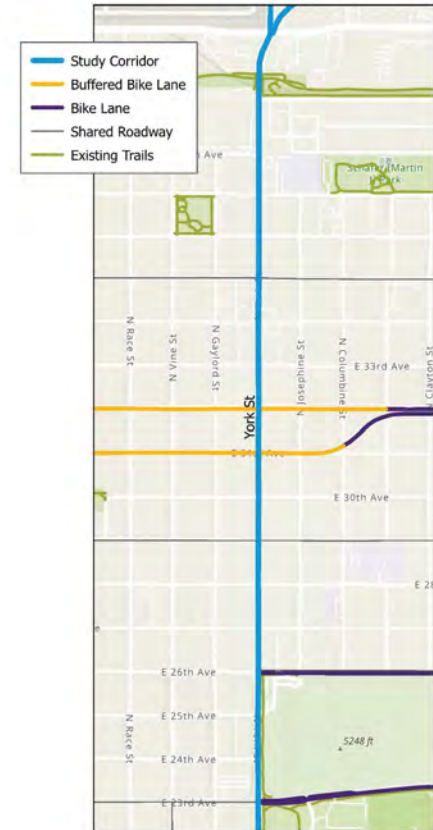 Study Corridor
Buffered Bike Lane
Bike Lane
Shared Roadway
Existing Trails
Ave
N Race St
N Vine St
N Gaylord St
York St
N Josephine St
N Columbine St
E 33rd Ave
N Clayton St
E 30th Ave
E 28
E 26th Ave
E 25th Ave
N Race St
5248 ft
E 24th Ave
E 23rd Ave